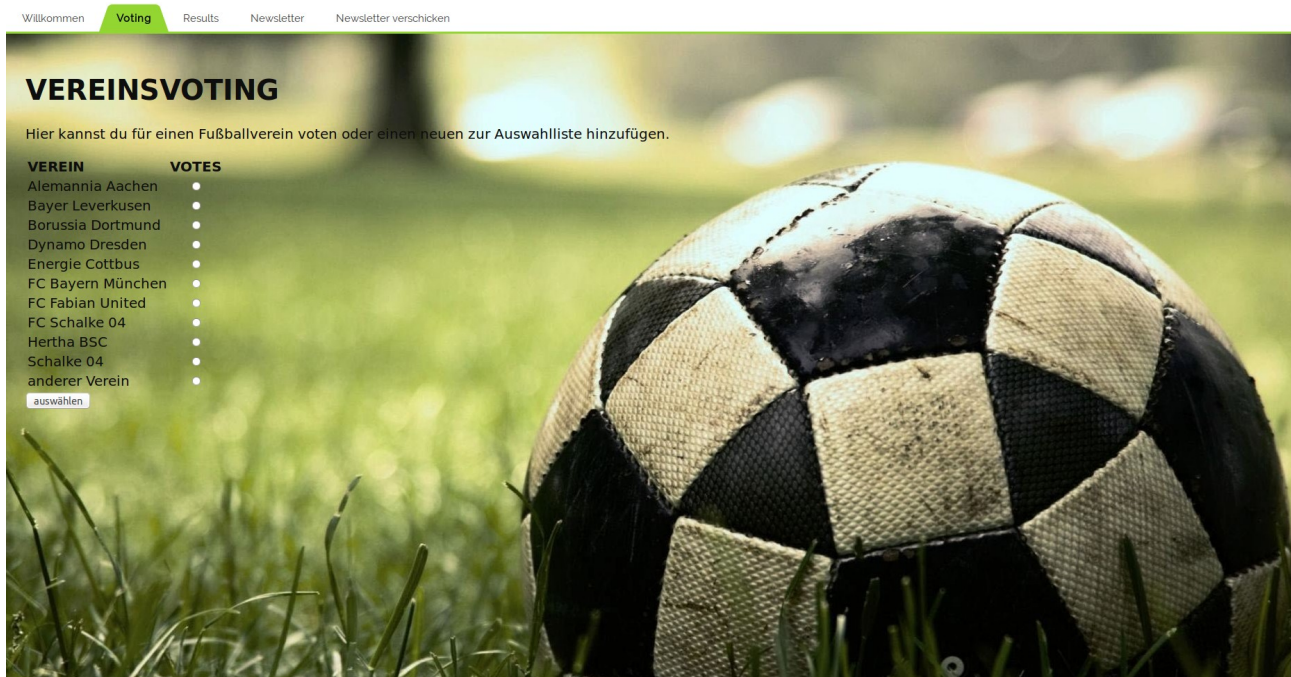 Willkommen Voting Results Newsletter Newsletter verschicken
VEREINSVOTING
Hier kannst du für einen Fußballverein voten oder einen neuen zur Auswahlliste hinzufügen.
VEREIN VOTES
Alemannia Aachen
Bayer Leverkusen
Borussia Dortmund
Dynamo Dresden
Energie Cottbus
FC Bayern München
FC Fabian United
FC Schalke 04
Hertha BSC
Schalke 04
anderer Verein
auswählen